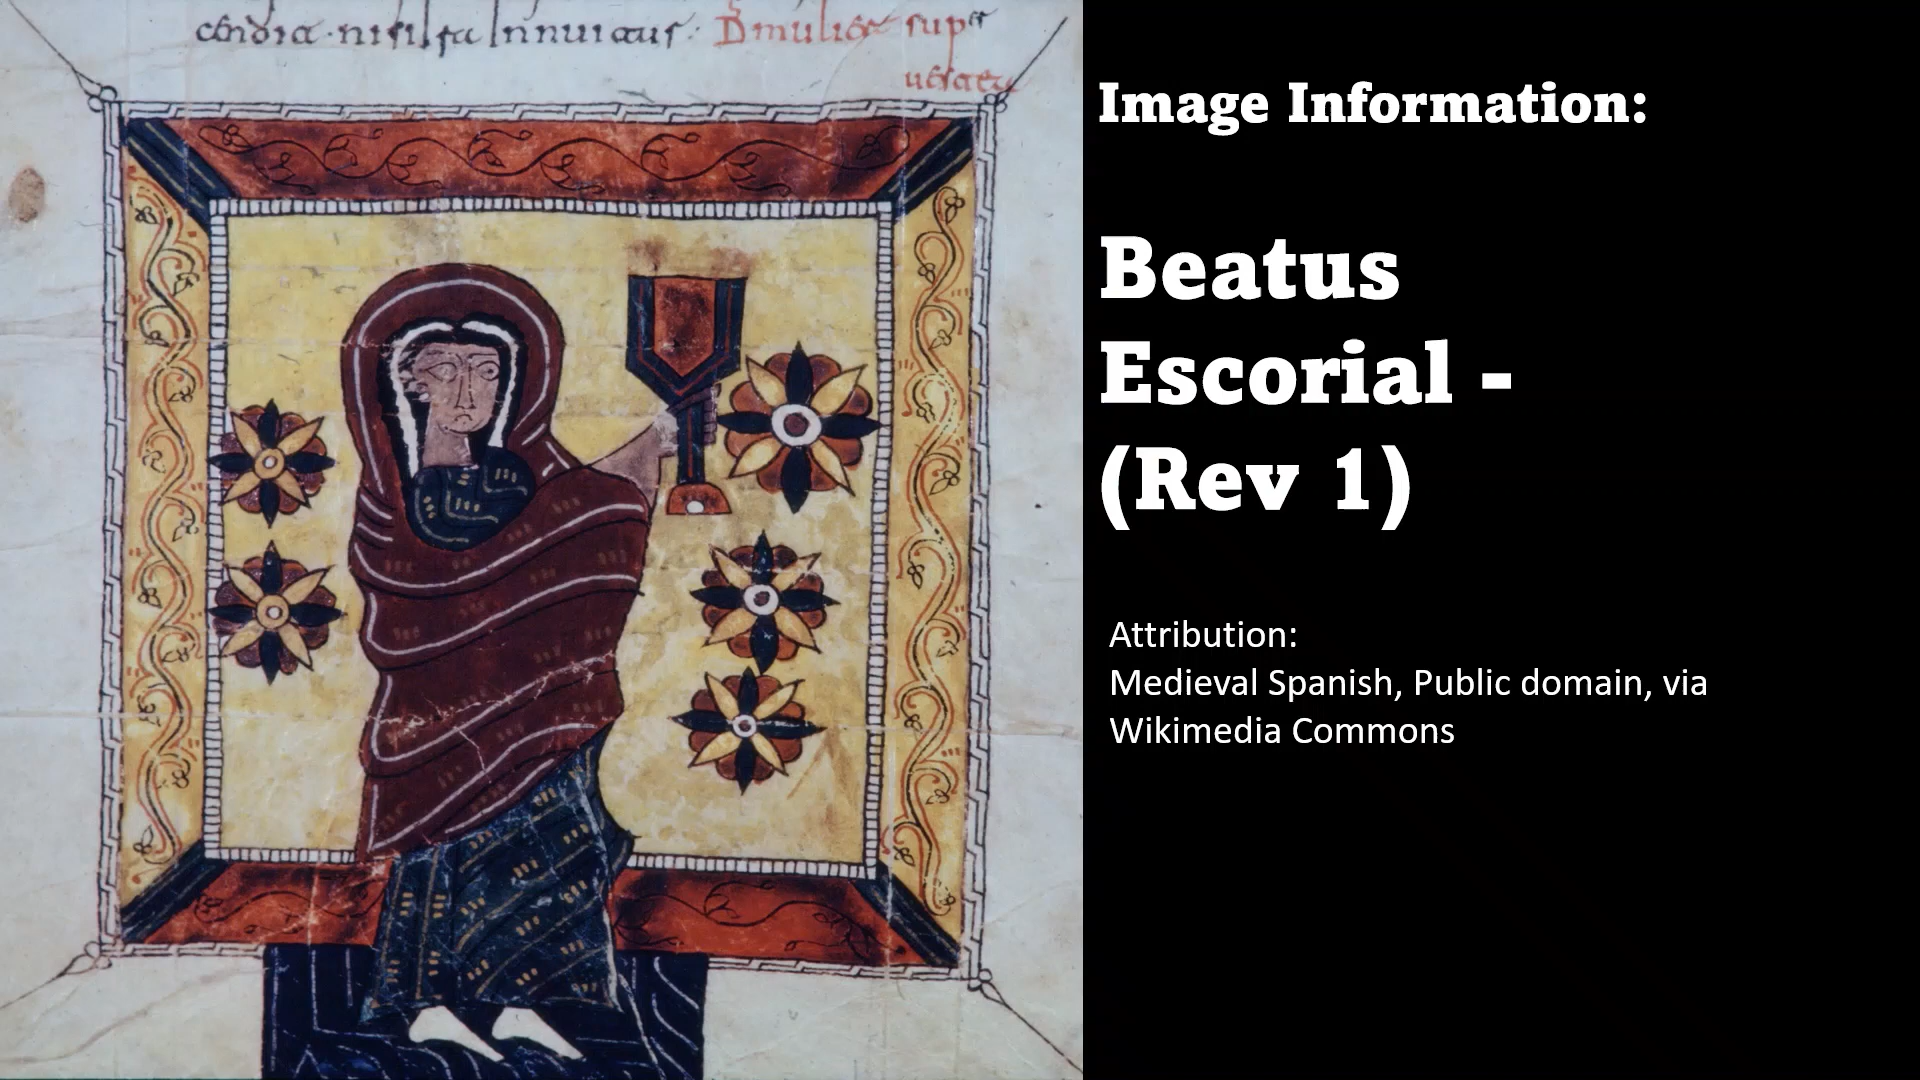 Image Information:
Beatus
Escorial -
(Rev 1)
Attribution:
Medieval Spanish, Public domain, via
Wikimedia Commons